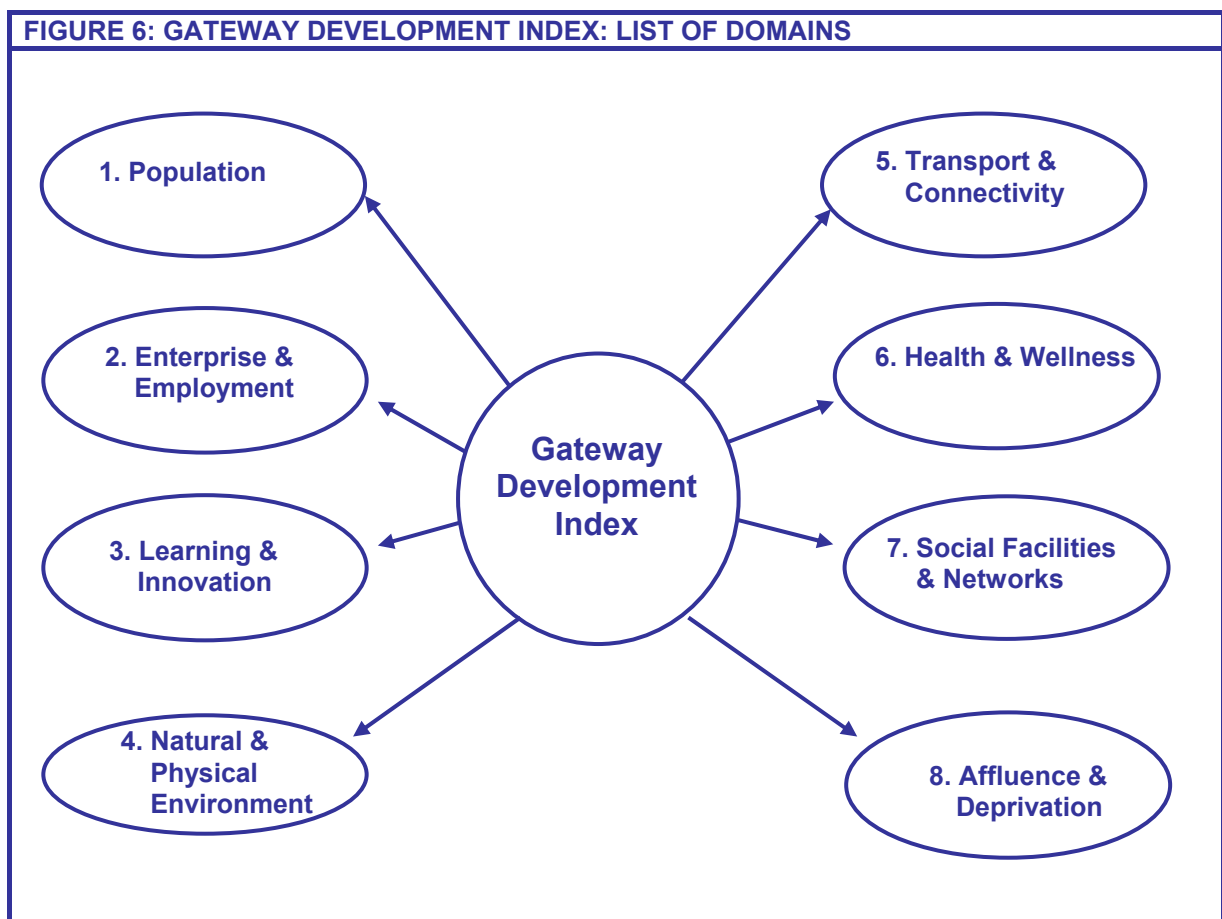 FIGURE 6: GATEWAY DEVELOPMENT INDEX: LIST OF DOMAINS
1. Population
2. Enterprise &
Employment
3. Learning &
Innovation
4. Natural &
Physical
Environment
Gateway
Development
Index
5. Transport &
Connectivity
6. Health & Wellness
7. Social Facilities
& Networks
8. Affluence &
Deprivation